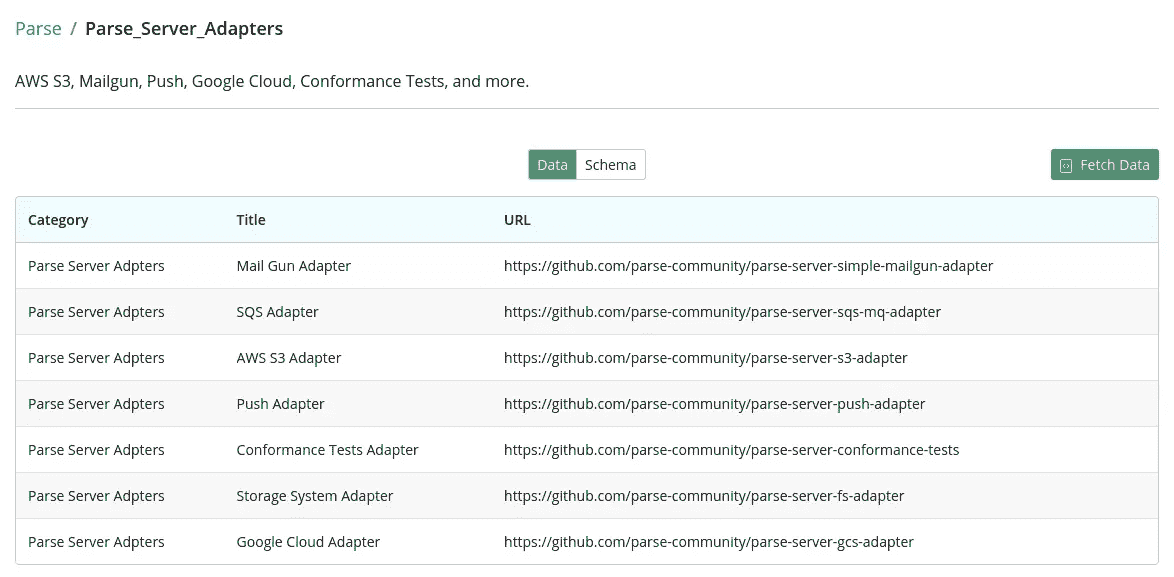 Parse / Parse_Server_Adapters
AWS S3, Mailgun, Push, Google Cloud, Conformance Tests, and more.
Data Schema Fetch Data
Category Title URL
Parse Server Adpters Mail Gun Adapter https://github.com/parse-community/parse-server-simple-mailgun-adapter
Parse Server Adpters SQS Adapter https://github.com/parse-community/parse-server-sqs-mq-adapter
Parse Server Adpters AWS S3 Adapter https://github.com/parse-community/parse-server-s3-adapter
Parse Server Adpters Push Adapter https://github.com/parse-community/parse-server-push-adapter
Parse Server Adpters Conformance Tests Adapter https://github.com/parse-community/parse-server-conformance-tests
Parse Server Adpters Storage System Adapter https://github.com/parse-community/parse-server-fs-adapter
Parse Server Adpters Google Cloud Adapter https://github.com/parse-community/parse-server-gcs-adapter